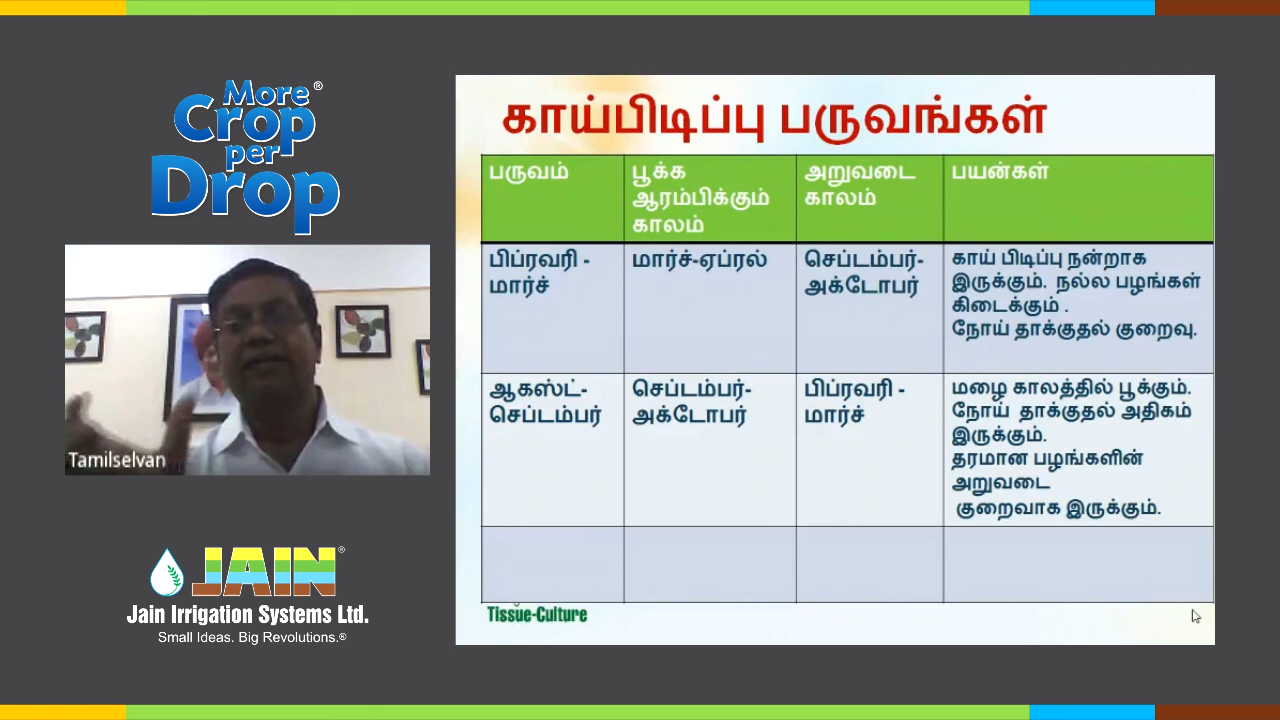 More®
Crop
per
Drop
Tamilselvan
JAIN®
Jain Irrigation Systems Ltd.
Small Ideas. Big Revolutions.®
காய்பிடிப்பு பருவங்கள்
பருவம்
பூக்க
ஆரம்பிக்கும்
காலம்
அறுவடை
காலம்
பயன்கள்
பிப்ரவரி -
மார்ச்
மார்ச்-ஏப்ரல்
செப்டம்பர்-
அக்டோபர்
காய் பிடிப்பு நன்றாக
இருக்கும். நல்ல பழங்கள்
கிடைக்கும் .
நோய் தாக்குதல் குறைவு.
ஆகஸ்ட்-
செப்டம்பர்
செப்டம்பர்-
அக்டோபர்
பிப்ரவரி -
மார்ச்
மழை காலத்தில் பூக்கும்.
நோய் தாக்குதல் அதிகம்
இருக்கும்.
தரமான பழங்களின்
அறுவடை
குறைவாக இருக்கும்.
Tissue-Culture